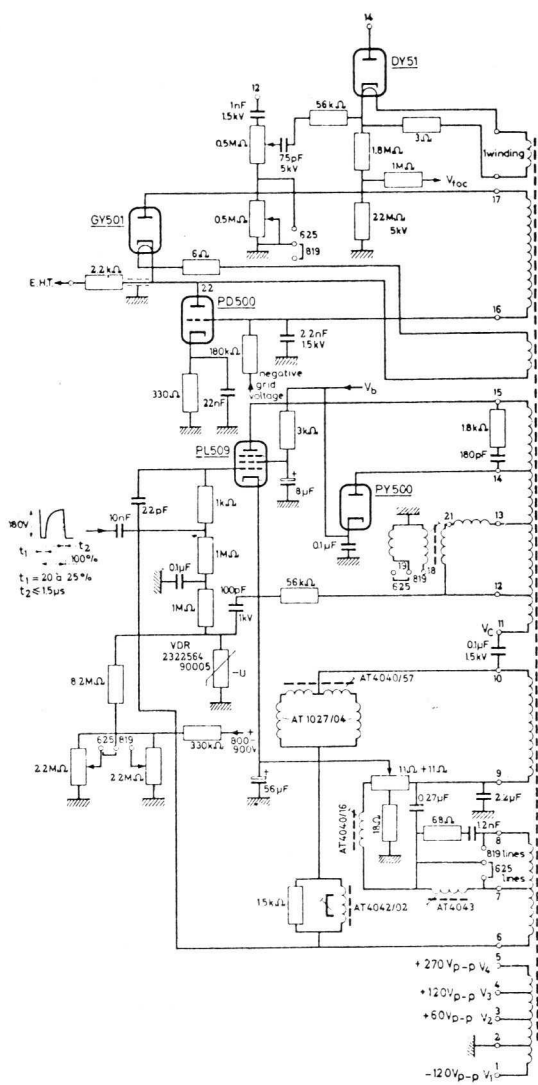 14
DY51
12
1nF
1.5kV
56kΩ
0.5MΩ
75pF
5kV
1.8MΩ
3Ω
1winding
1MΩ
Vfoc
17
GY501
0.5MΩ
625
819
22MΩ
5kV
6Ω
2.2kΩ
E.H.T.
22
16
PD500
180kΩ
2.2nF
1.5kV
330Ω
22nF
negative
grid
voltage
Vb
15
3kΩ
1.8kΩ
PL509
180pF
14
8μF
PY500
22pF
1kΩ
180V
10nF
t1
t2
100%
t1 = 20 à 25%
t2 ≤ 1.5μs
0.1μF
21
13
1MΩ
0.1μF
19
625
819
18
100pF
56kΩ
12
1MΩ
1kV
11
VC
VDR
2322564
90005
-U
0.1μF
1.5kV
10
AT4040/57
8.2MΩ
AT1027/04
625
819
800-
900V
+
330kΩ
2.2MΩ
2.2MΩ
56μF
11Ω+11Ω
9
0.27μF
2.2μF
AT4040/16
18Ω
68Ω
1.2nF
8
819 lines
625
lines
1.5kΩ
AT4042/02
AT4043
7
6
5
+270Vp-p V4
4
+120Vp-p V3
3
+60Vp-p V2
2
1
-120Vp-p V1